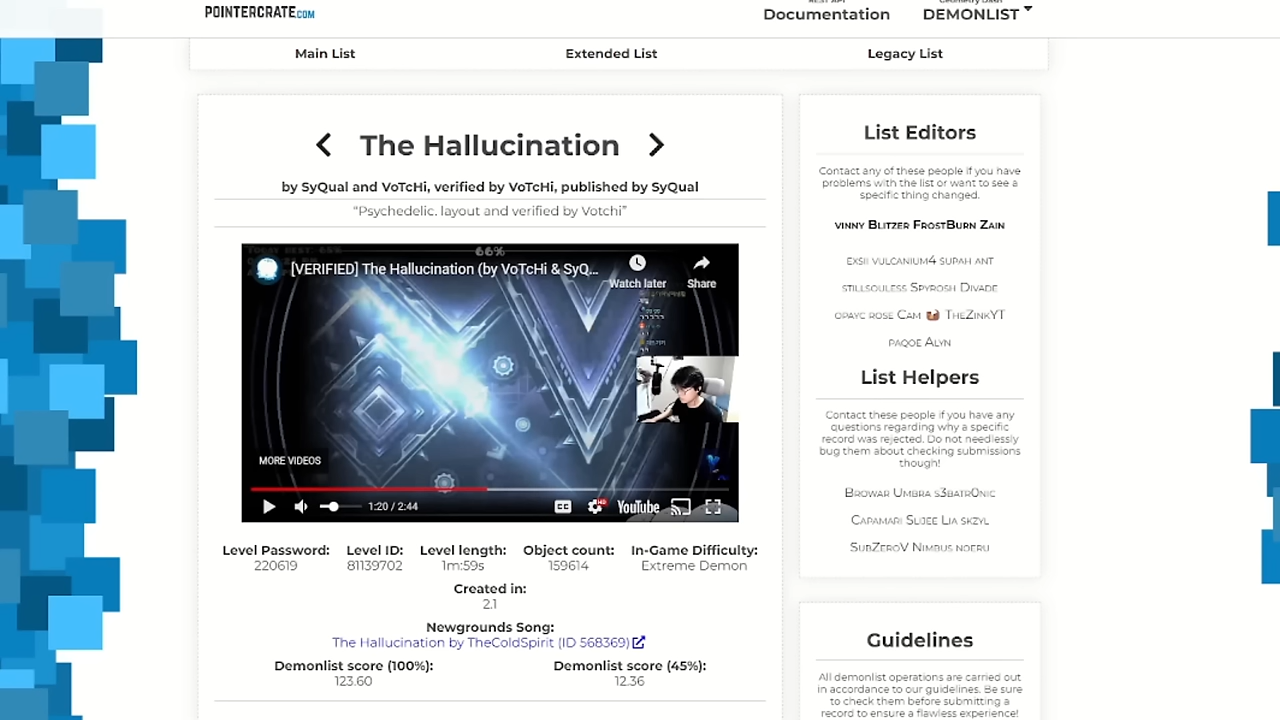 POINTERCRATE.COM
Documentation
Geometry Dash
DEMONLIST
Main List
Extended List
Legacy List
The Hallucination
by SyQual and VoTcHi, verified by VoTcHi, published by SyQual
“Psychedelic. layout and verified by Votchi”
66%
[VERIFIED] The Hallucination (by VoTcHi & SyQ...
Watch later
Share
MORE VIDEOS
1:20 / 2:44
CC
HD
YouTube
Level Password:
220619
Level ID:
81139702
Level length:
1m:59s
Object count:
159614
In-Game Difficulty:
Extreme Demon
Created in:
2.1
Newgrounds Song:
The Hallucination by TheColdSpirit (ID 568369)
Demonlist score (100%):
123.60
Demonlist score (45%):
12.36
List Editors
Contact any of these people if you have
problems with the list or want to see a
specific thing changed.
vinny Blitzer FrostBurn Zain
exsii vulcanium4 supah ant
stillsouless Spyrosh Divade
opayc rose Cam 🐌 TheZinkYT
paqoe Alyn
List Helpers
Contact these people if you have any
questions regarding why a specific
record was rejected. Do not needlessly
bug them about checking submissions
though!
Browar Umbra s3batr0nic
Capamari Slijee Lia skzyl
SubZeroV Nimbus noeru
Guidelines
All demonlist operations are carried out
in accordance to our guidelines. Be sure
to check them before submitting a
record to ensure a flawless experience!